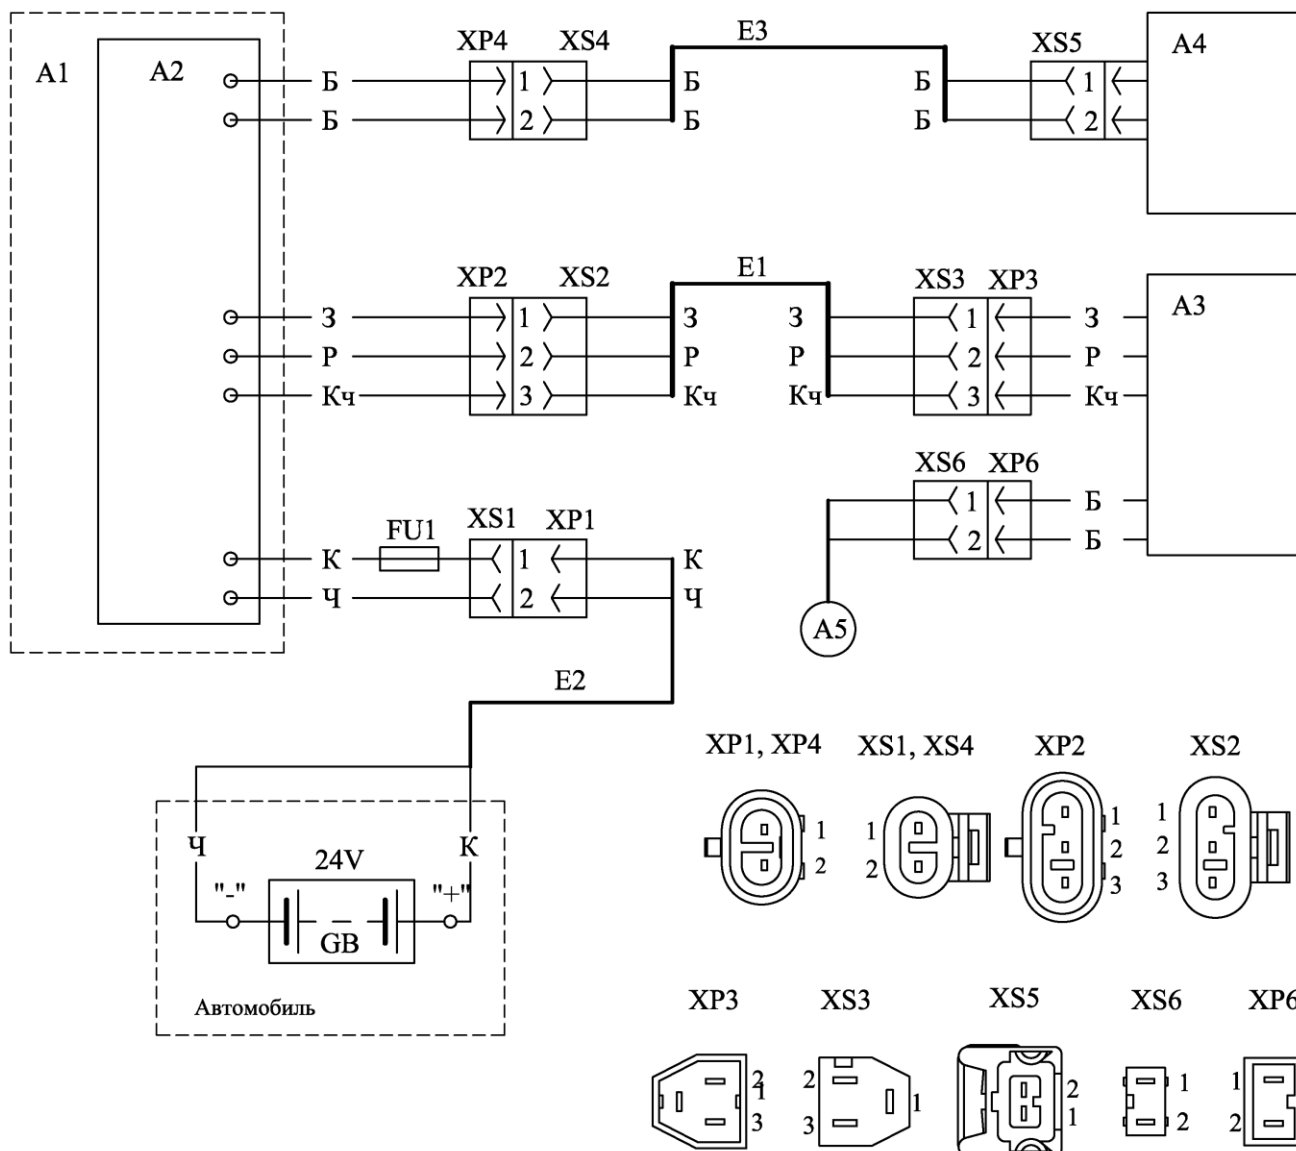 E3
XP4 XS4 XS5 A4
A1 A2 Б 1 Б Б 1
Б 2 Б Б 2
E1
XP2 XS2 XS3 XP3
A3
З 1 З З 1 З
Р 2 Р Р 2 Р
Кч 3 Кч Кч 3 Кч
XS6 XP6
1 Б
2 Б
FU1 XS1 XP1
К 1 К
Ч 2 Ч
A5
E2
XP1, XP4 XS1, XS4 XP2 XS2
1 2
1 2
1 2 3
1 2 3
Ч 24V К
"-" "+"
GB
Автомобиль
XP3 XS3 XS5 XS6 XP6
2 1 3
2 3 1
2 1
1 2
1 2